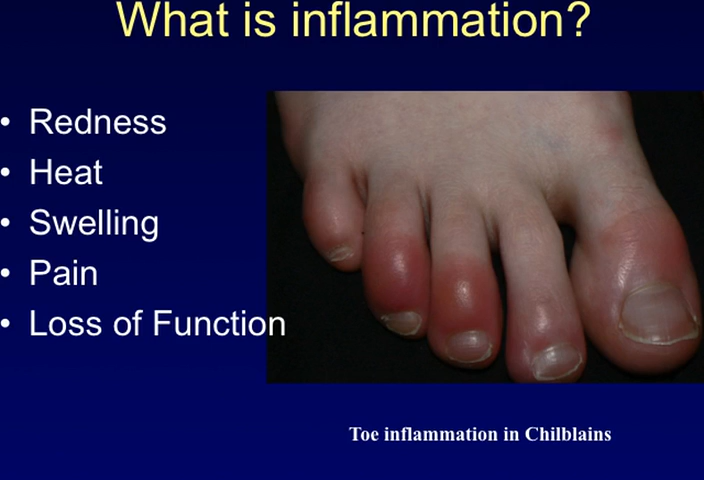 What is inflammation?
• Redness
• Heat
• Swelling
• Pain
• Loss of Function
Toe inflammation in Chilblains